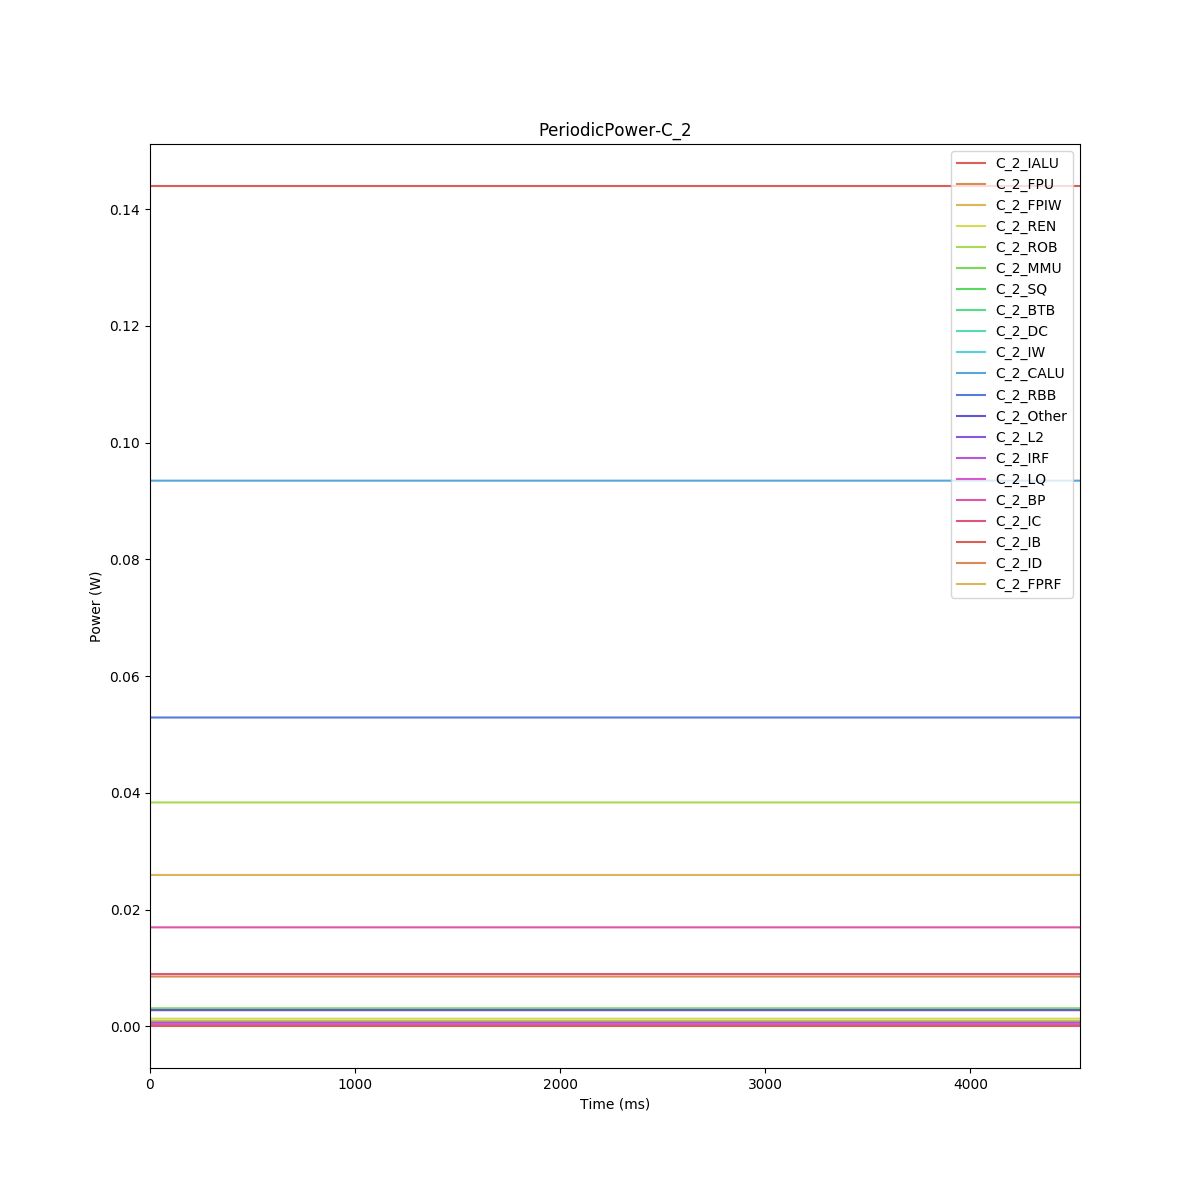 PeriodicPower-C_2
C_2_IALU
C_2_FPU
C_2_FPIW
C_2_REN
C_2_ROB
C_2_MMU
C_2_SQ
C_2_BTB
C_2_DC
C_2_IW
C_2_CALU
C_2_RBB
C_2_Other
C_2_L2
C_2_IRF
C_2_LQ
C_2_BP
C_2_IC
C_2_IB
C_2_ID
C_2_FPRF
0.14
0.12
0.10
0.08
0.06
0.04
0.02
0.00
Power (W)
0 1000 2000 3000 4000
Time (ms)